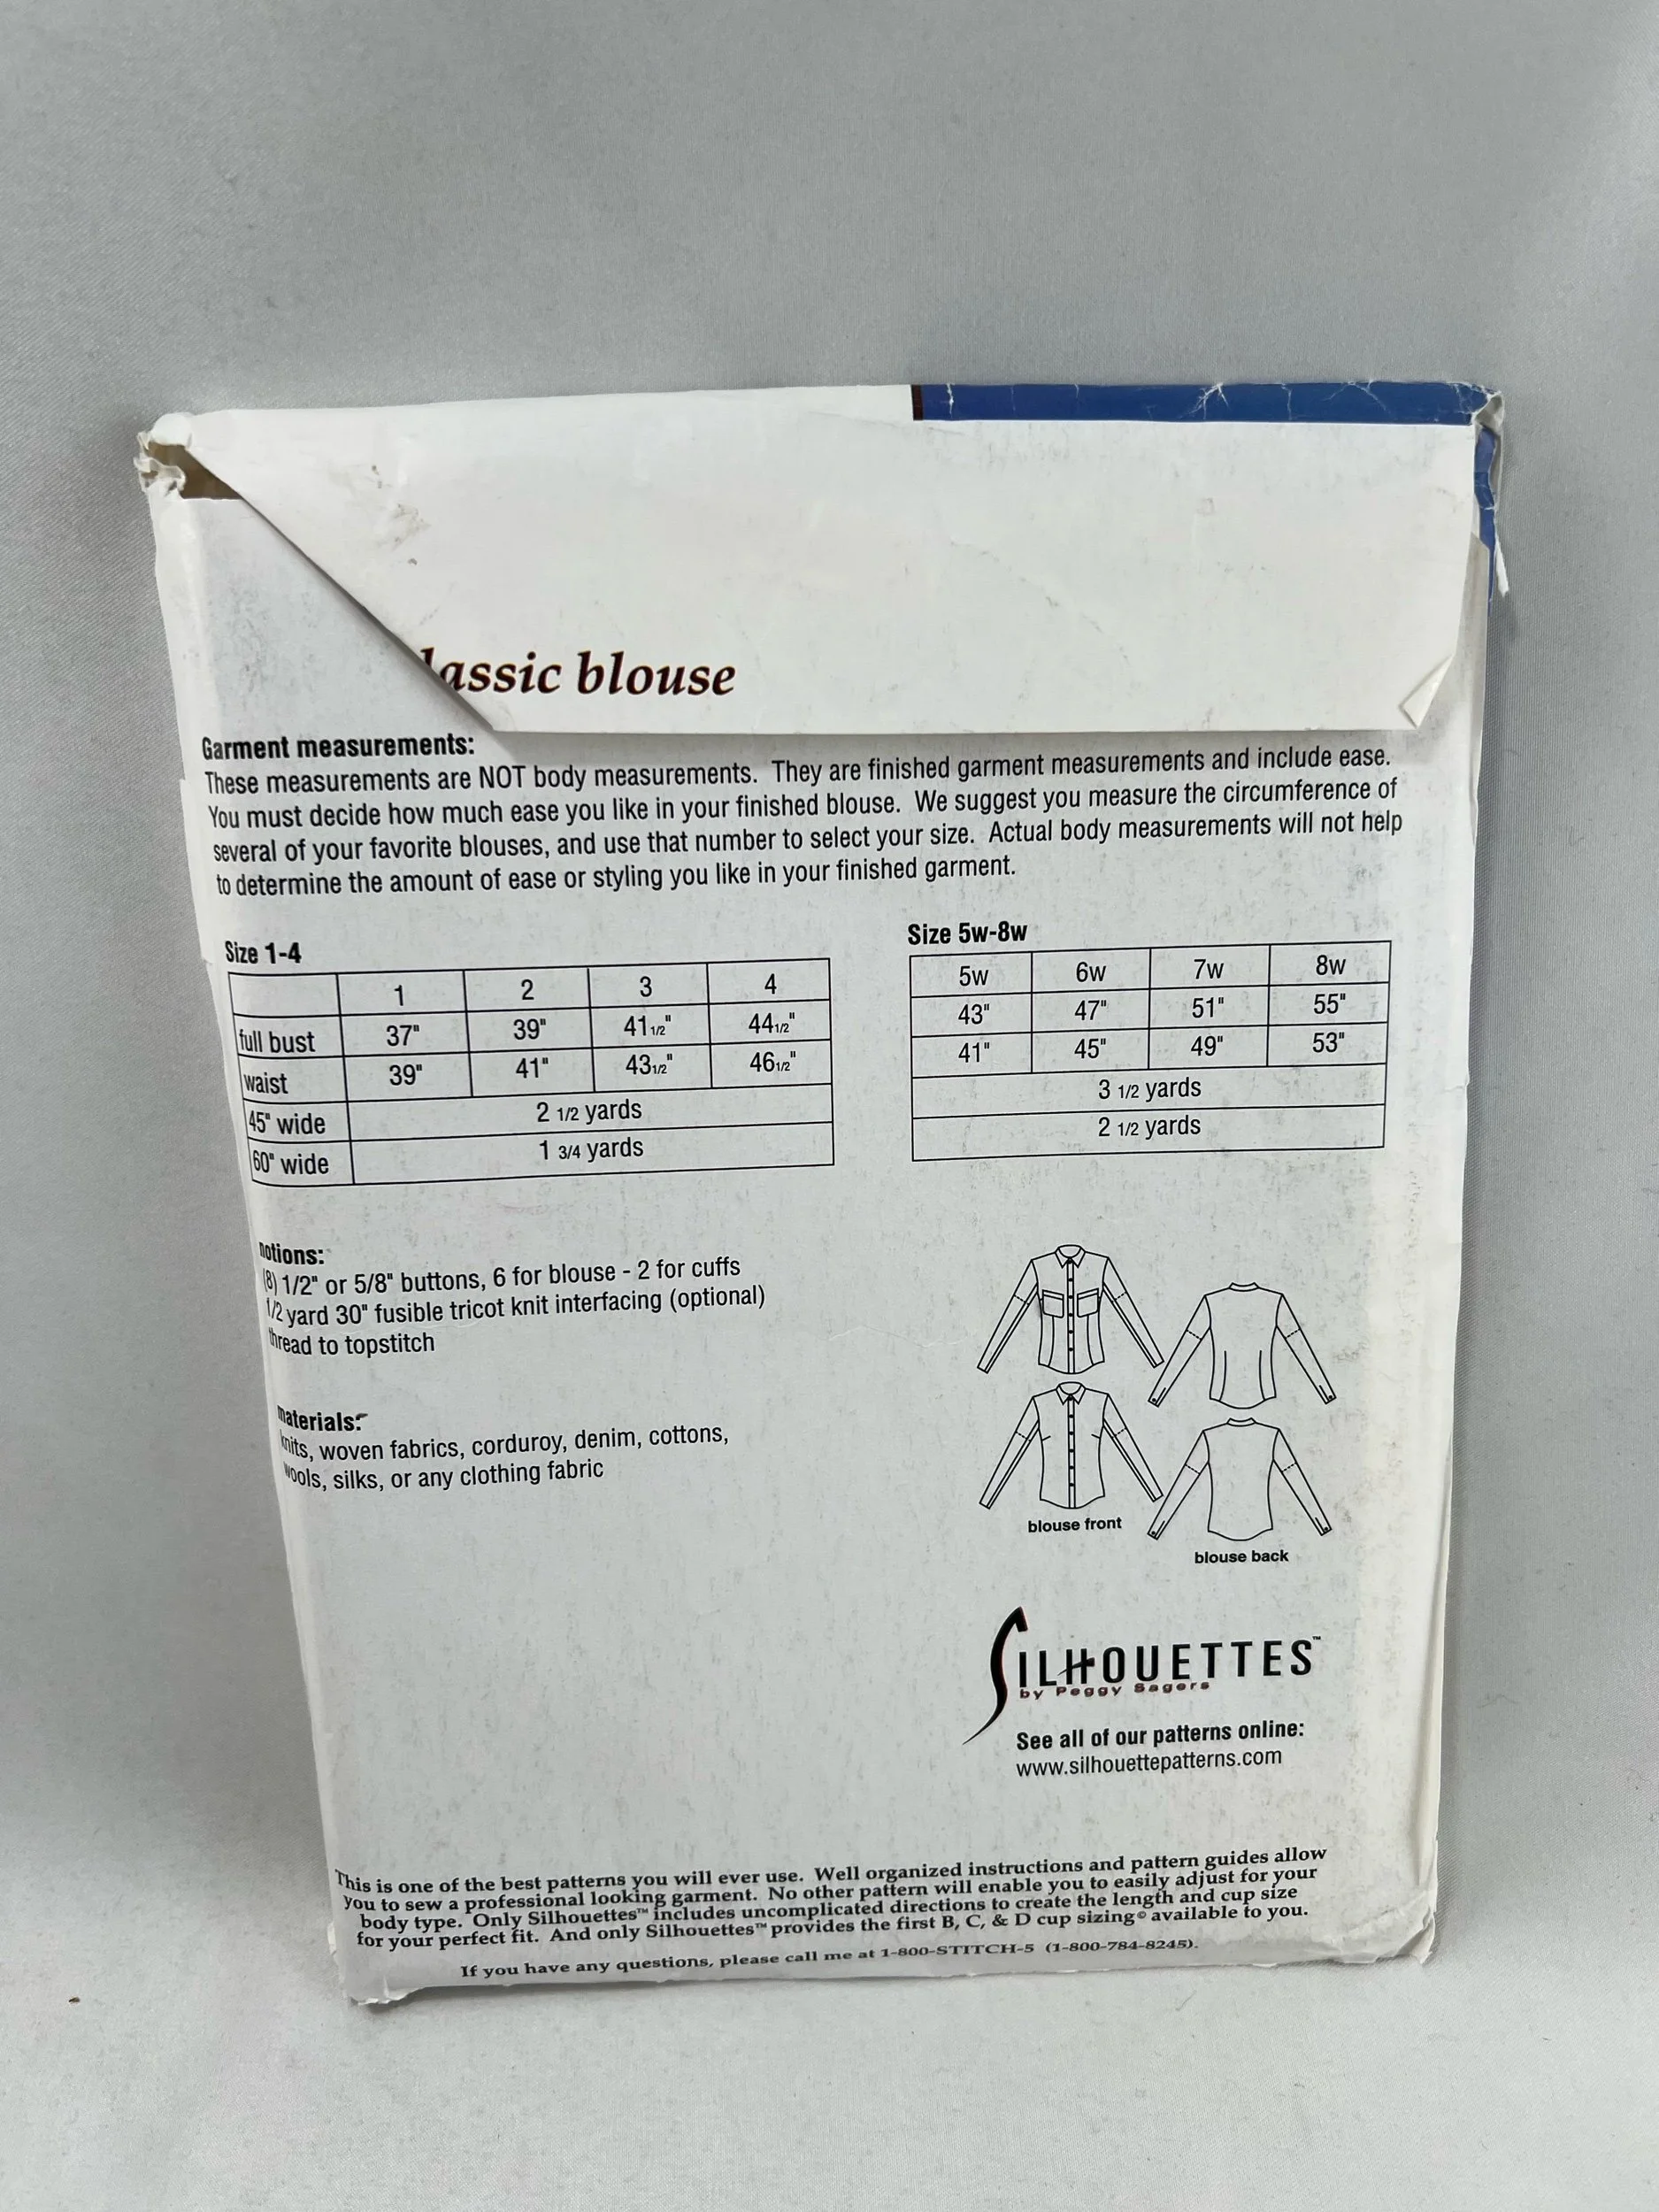 lassic blouse
Garment measurements:
These measurements are NOT body measurements. They are finished garment measurements and include ease.
You must decide how much ease you like in your finished blouse. We suggest you measure the circumference of
several of your favorite blouses, and use that number to select your size. Actual body measurements will not help
to determine the amount of ease or styling you like in your finished garment.
Size 1-4
1 2 3 4
full bust 37" 39" 41 1/2" 44 1/2"
waist 39" 41" 43 1/2" 46 1/2"
45" wide 2 1/2 yards
60" wide 1 3/4 yards
Size 5w-8w
5w 6w 7w 8w
43" 47" 51" 55"
41" 45" 49" 53"
3 1/2 yards
2 1/2 yards
notions:
(8) 1/2" or 5/8" buttons, 6 for blouse - 2 for cuffs
1/2 yard 30" fusible tricot knit interfacing (optional)
thread to topstitch
materials:
knits, woven fabrics, corduroy, denim, cottons,
wools, silks, or any clothing fabric
blouse front
blouse back
SILHOUETTES™
by Peggy Sagers
See all of our patterns online:
www.silhouettepatterns.com
This is one of the best patterns you will ever use. Well organized instructions and pattern guides allow
you to sew a professional looking garment. No other pattern will enable you to easily adjust for your
body type. Only Silhouettes™ includes uncomplicated directions to create the length and cup size
for your perfect fit. And only Silhouettes™ provides the first B, C, & D cup sizing© available to you.
If you have any questions, please call me at 1-800-STITCH-5 (1-800-784-8245).